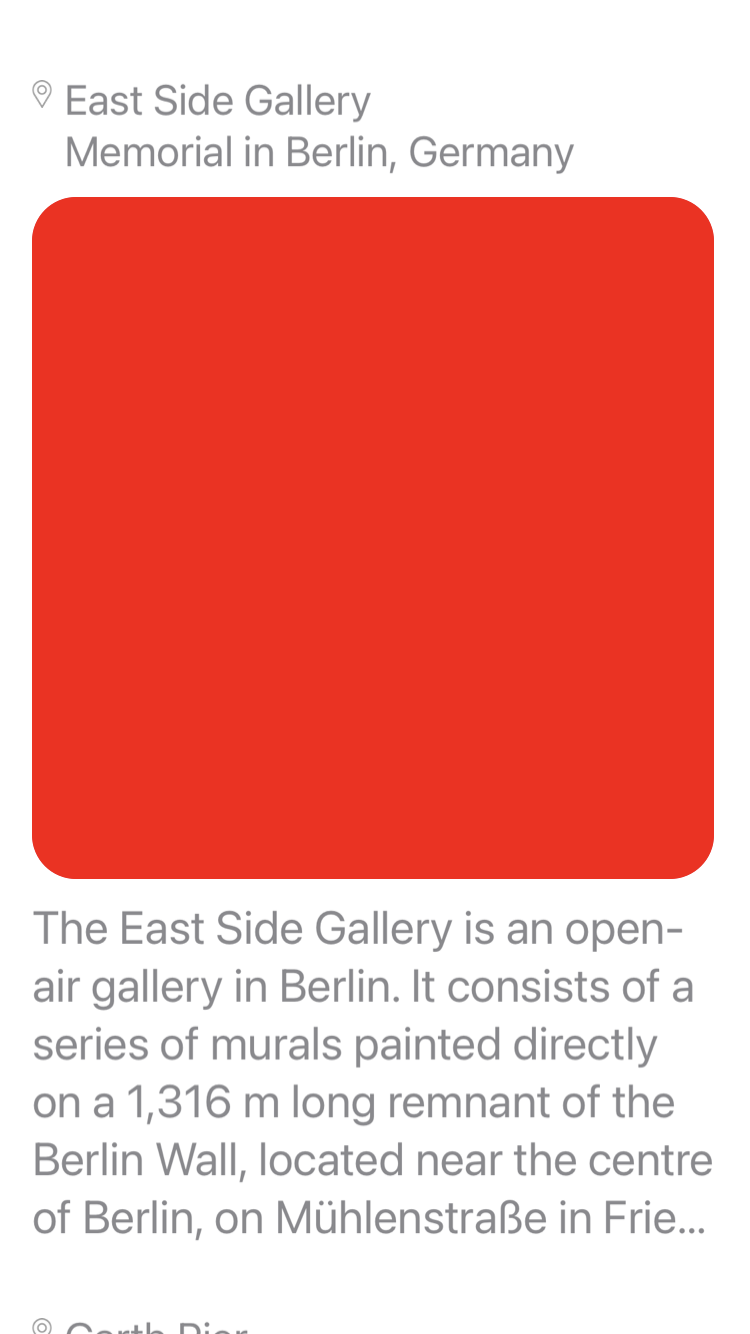 East Side Gallery
Memorial in Berlin, Germany
The East Side Gallery is an open-
air gallery in Berlin. It consists of a
series of murals painted directly
on a 1,316 m long remnant of the
Berlin Wall, located near the centre
of Berlin, on Mühlenstraße in Frie...
Garth Pier